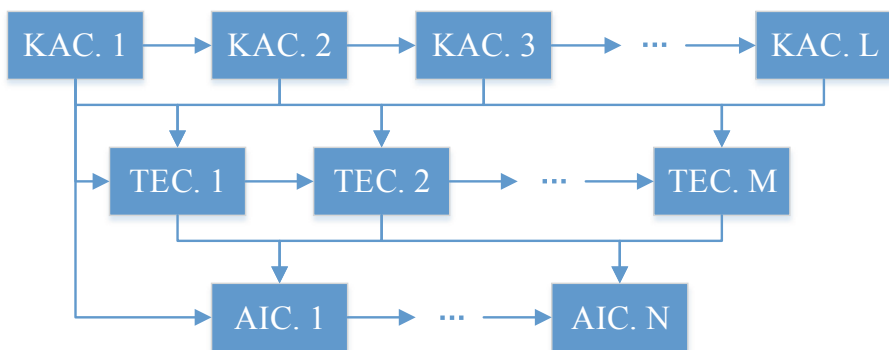 KAC. 1 KAC. 2 KAC. 3 ... KAC. L
TEC. 1 TEC. 2 ... TEC. M
AIC. 1 ... AIC. N